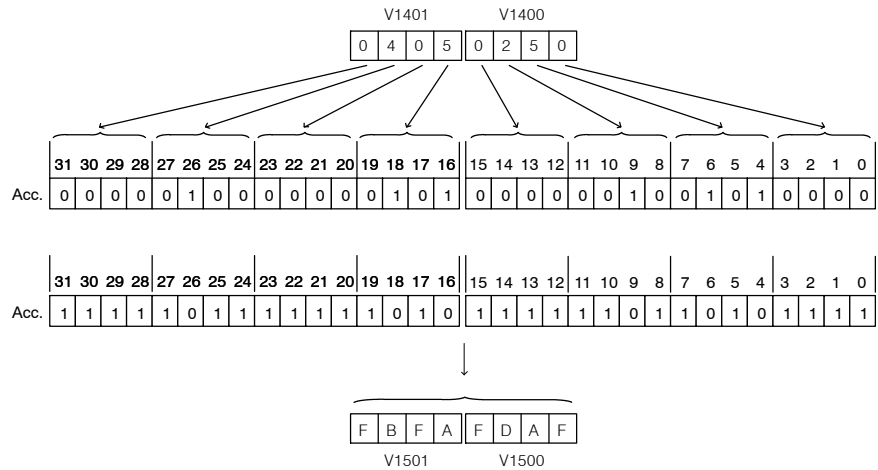 V1401 V1400
0 4 0 5 0 2 5 0
31 30 29 28 27 26 25 24 23 22 21 20 19 18 17 16 15 14 13 12 11 10 9 8 7 6 5 4 3 2 1 0
Acc. 0 0 0 0 0 1 0 0 0 0 0 0 0 1 0 1 0 0 0 0 0 0 1 0 0 1 0 1 0 0 0 0
31 30 29 28 27 26 25 24 23 22 21 20 19 18 17 16 15 14 13 12 11 10 9 8 7 6 5 4 3 2 1 0
Acc. 1 1 1 1 1 0 1 1 1 1 1 1 1 0 1 0 1 1 1 1 1 1 0 1 1 0 1 0 1 1 1 1
F B F A F D A F
V1501 V1500